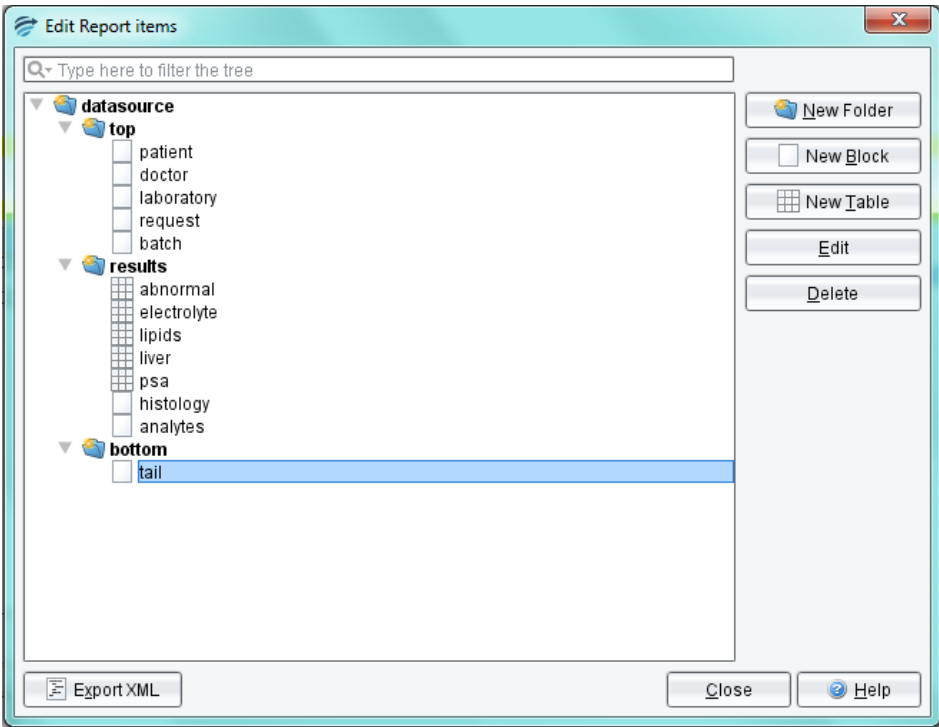 Edit Report items
Type here to filter the tree
datasource
top
patient
doctor
laboratory
request
batch
results
abnormal
electrolyte
lipids
liver
psa
histology
analytes
bottom
tail
New Folder
New Block
New Table
Edit
Delete
Export XML
Close
Help